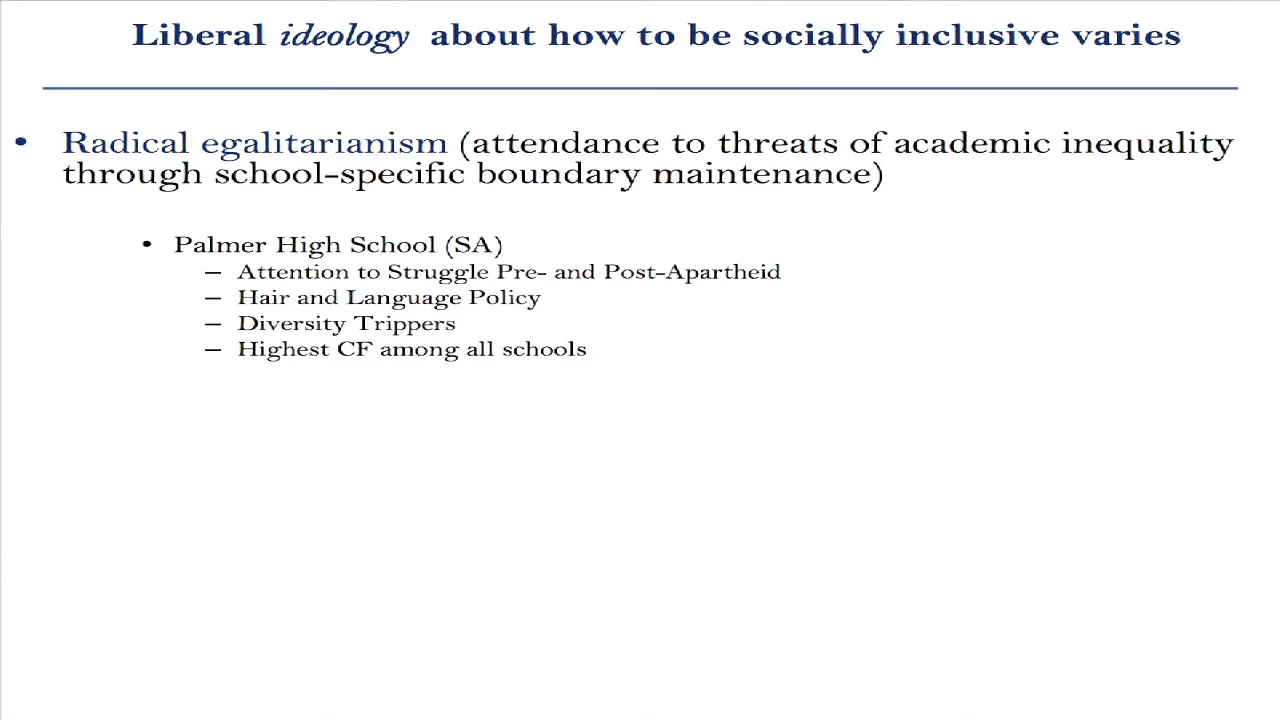 Liberal ideology about how to be socially inclusive varies
• Radical egalitarianism (attendance to threats of academic inequality
through school-specific boundary maintenance)
• Palmer High School (SA)
– Attention to Struggle Pre- and Post-Apartheid
– Hair and Language Policy
– Diversity Trippers
– Highest CF among all schools